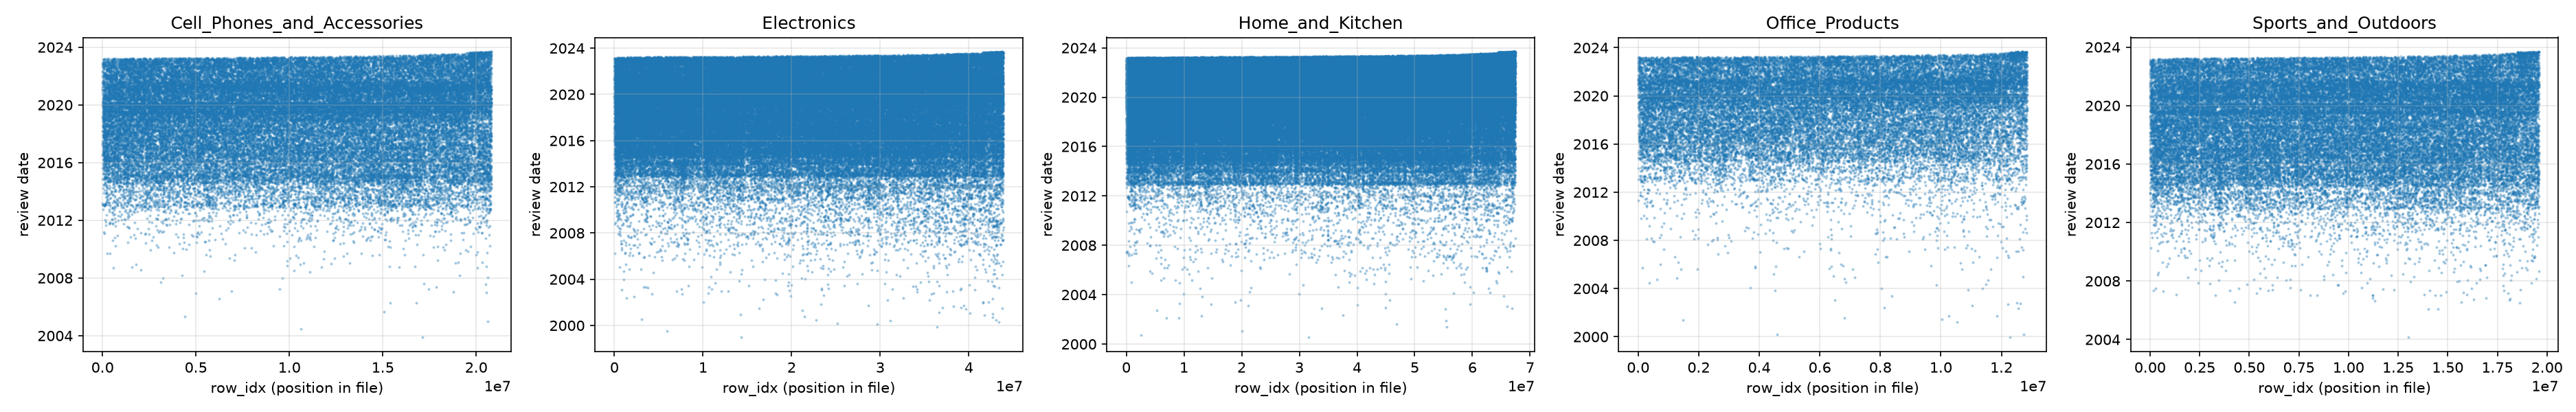 Cell_Phones_and_Accessories
2024
2020
2016
2012
2008
2004
review date
0.0 0.5 1.0 1.5 2.0
1e7
row_idx (position in file)
Electronics
2024
2020
2016
2012
2008
2004
2000
review date
0 1 2 3 4
1e7
row_idx (position in file)
Home_and_Kitchen
2024
2020
2016
2012
2008
2004
2000
review date
0 1 2 3 4 5 6 7
1e7
row_idx (position in file)
Office_Products
2024
2020
2016
2012
2008
2004
2000
review date
0.0 0.2 0.4 0.6 0.8 1.0 1.2
1e7
row_idx (position in file)
Sports_and_Outdoors
2024
2020
2016
2012
2008
2004
review date
0.00 0.25 0.50 0.75 1.00 1.25 1.50 1.75 2.00
1e7
row_idx (position in file)